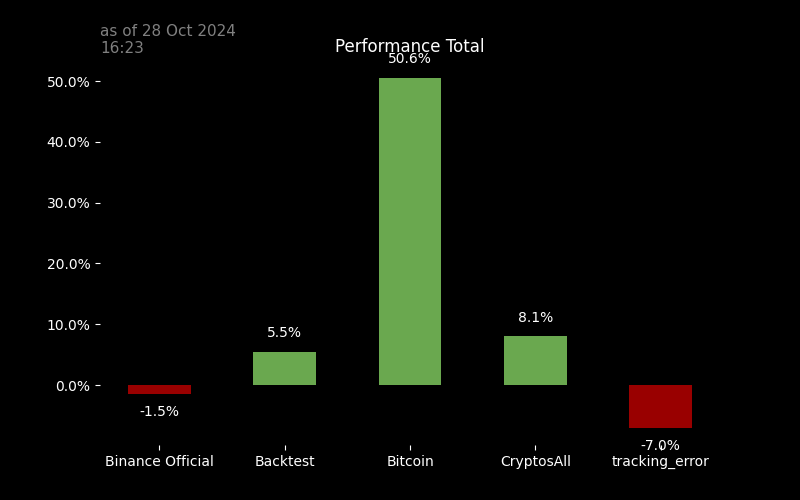 as of 28 Oct 2024
16:23
Performance Total
50.6%
50.0%
40.0%
30.0%
20.0%
10.0%
0.0%
5.5%
8.1%
-1.5%
-7.0%
Binance Official
Backtest
Bitcoin
CryptosAll
tracking_error